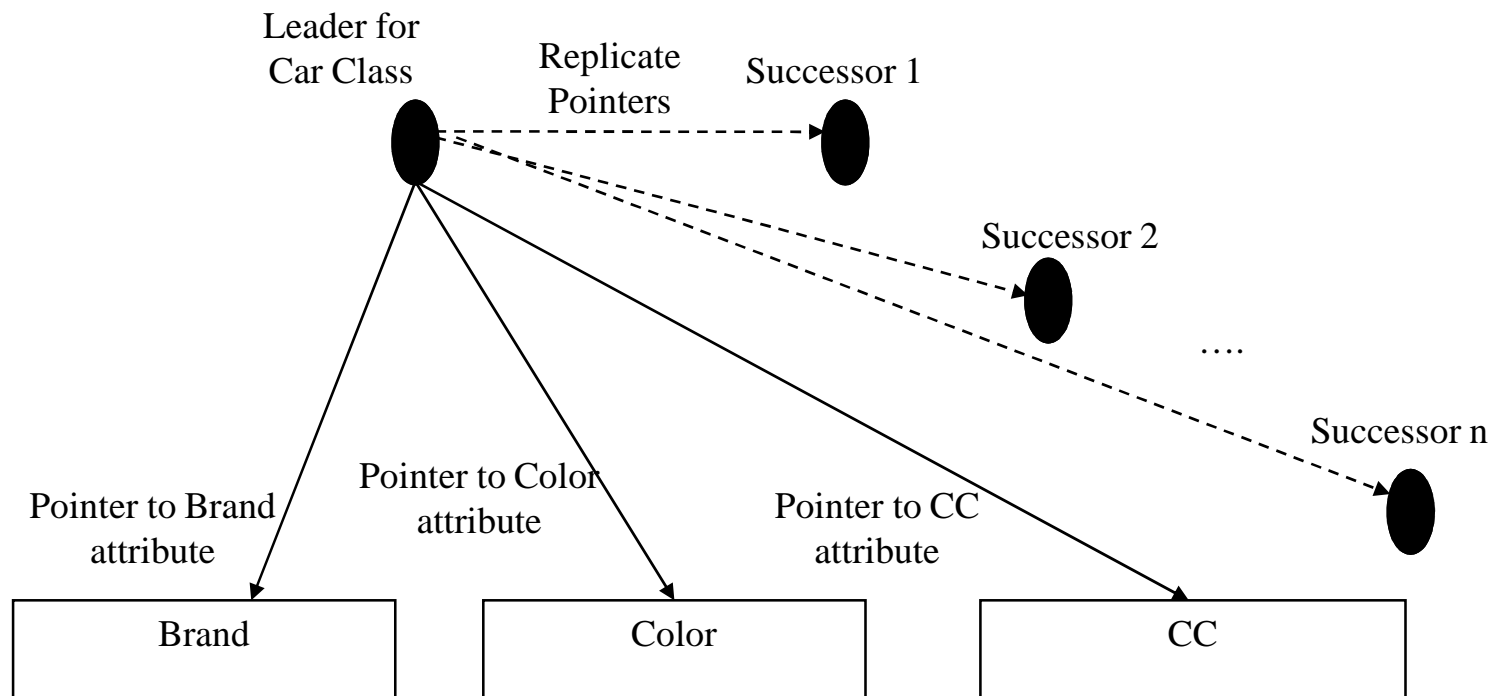 Leader for
Car Class
Replicate
Pointers
Successor 1
Successor 2
....
Successor n
Pointer to Brand
attribute
Pointer to Color
attribute
Pointer to CC
attribute
Brand
Color
CC